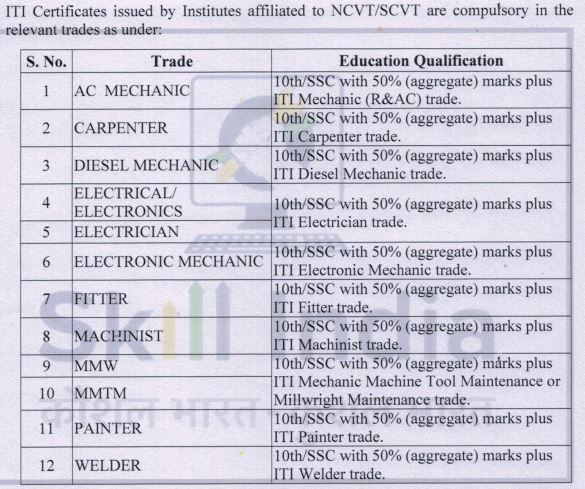 ITI Certificates issued by Institutes affiliated to NCVT/SCVT are compulsory in the
relevant trades as under:
S. No. Trade Education Qualification
1 AC MECHANIC 10th/SSC with 50% (aggregate) marks plus
ITI Mechanic (R&AC) trade.
2 CARPENTER 10th/SSC with 50% (aggregate) marks plus
ITI Carpenter trade.
3 DIESEL MECHANIC 10th/SSC with 50% (aggregate) marks plus
ITI Diesel Mechanic trade.
4 ELECTRICAL/
ELECTRONICS 10th/SSC with 50% (aggregate) marks plus
ITI Electrician trade.
5 ELECTRICIAN
6 ELECTRONIC MECHANIC 10th/SSC with 50% (aggregate) marks plus
ITI Electronic Mechanic trade.
7 FITTER 10th/SSC with 50% (aggregate) marks plus
ITI Fitter trade.
8 MACHINIST 10th/SSC with 50% (aggregate) marks plus
ITI Machinist trade.
9 MMW 10th/SSC with 50% (aggregate) marks plus
ITI Mechanic Machine Tool Maintenance or
10 MMTM Millwright Maintenance trade.
11 PAINTER 10th/SSC with 50% (aggregate) marks plus
ITI Painter trade.
12 WELDER 10th/SSC with 50% (aggregate) marks plus
ITI Welder trade.
Skill India
कौशल भारत